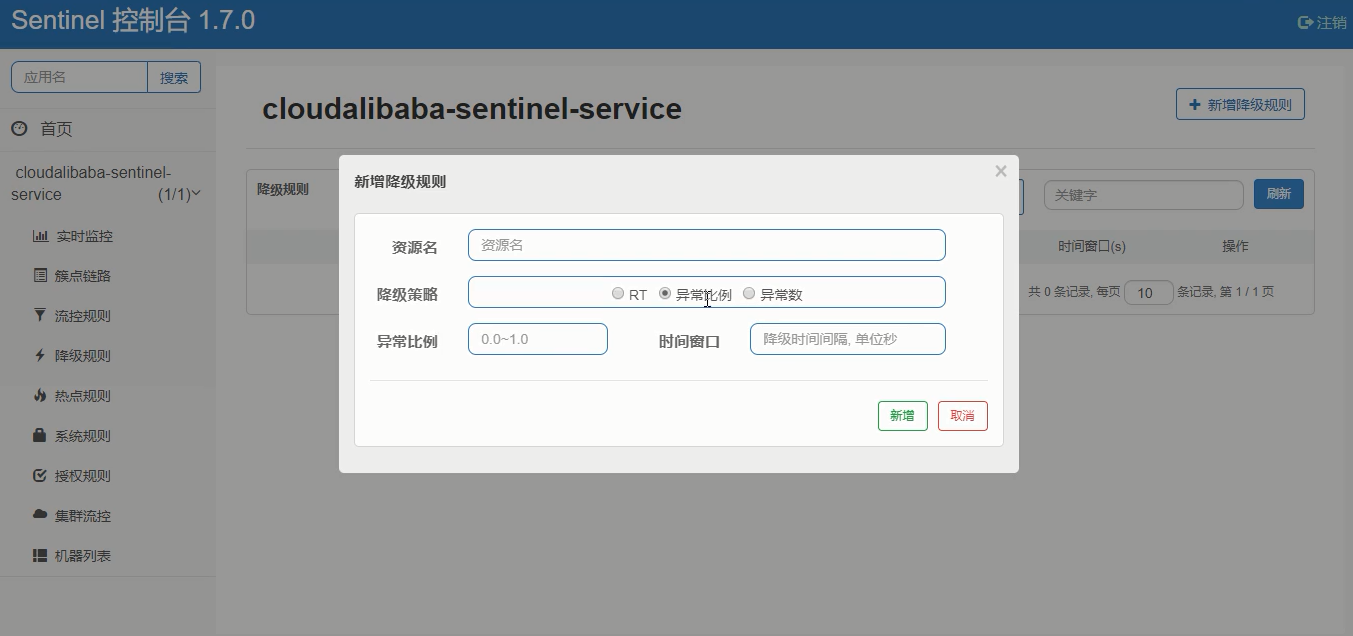 Sentinel 控制台 1.7.0
注销
应用名
搜索
首页
cloudalibaba-sentinel-
service (1/1)
实时监控
簇点链路
流控规则
降级规则
热点规则
系统规则
授权规则
集群流控
机器列表
cloudalibaba-sentinel-service
新增降级规则
降级规则
关键字
刷新
时间窗口(s)
操作
共 0 条记录, 每页 10 条记录, 第 1 / 1 页
新增降级规则
×
资源名
资源名
降级策略
RT 异常比例 异常数
异常比例
0.0~1.0
时间窗口
降级时间间隔, 单位秒
新增
取消